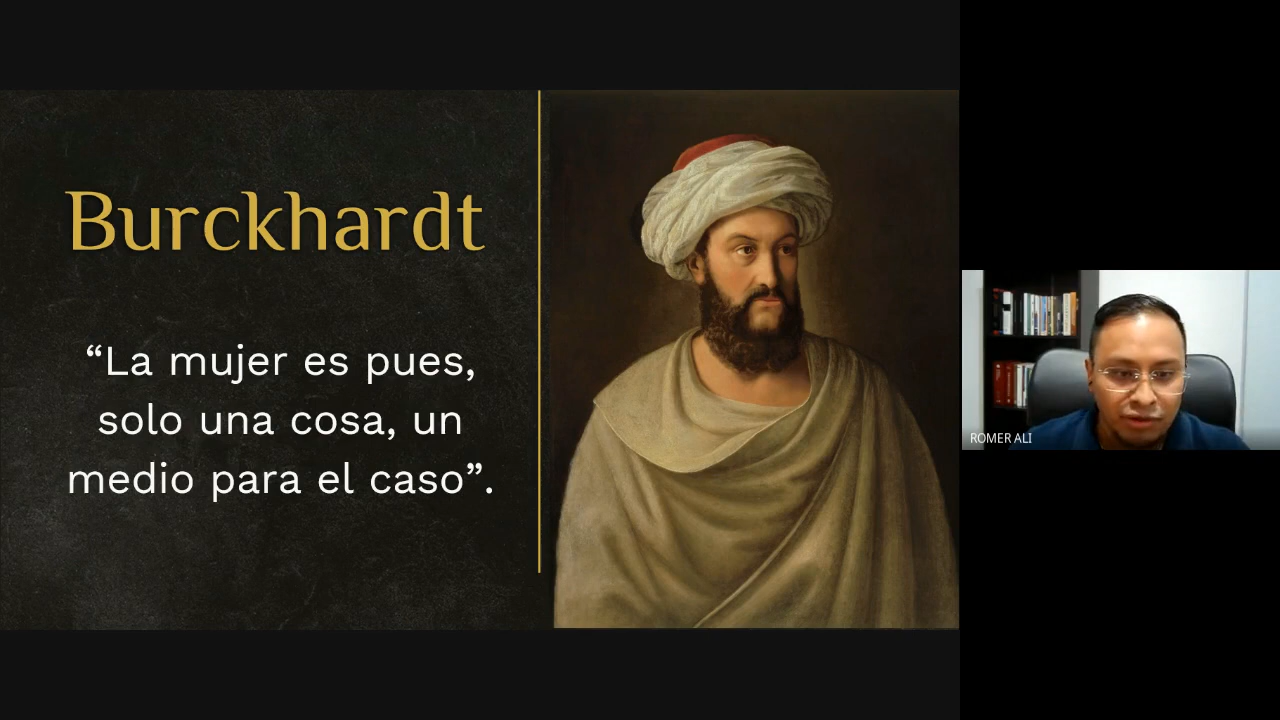 Burckhardt
“La mujer es pues,
solo una cosa, un
medio para el caso”.
ROMER ALI